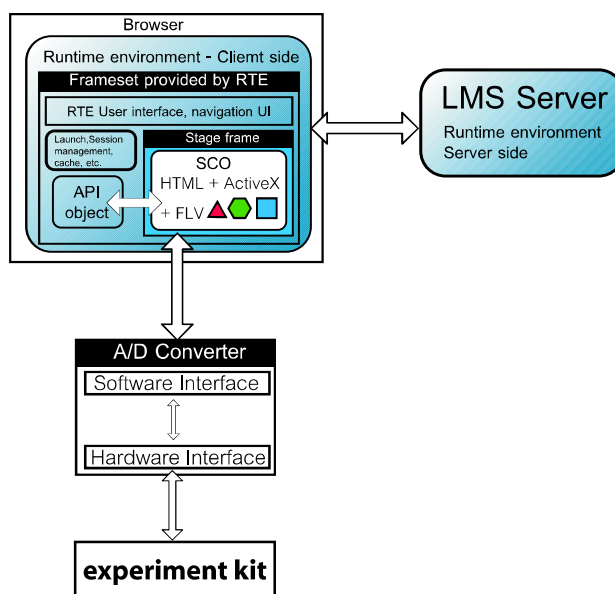 Browser
Runtime environment - Cliemt side
Frameset provided by RTE
RTE User interface, navigation UI
Launch,Session
management,
cache, etc.
API
object
Stage frame
SCO
HTML + ActiveX
+ FLV
LMS Server
Runtime environment
Server side
A/D Converter
Software Interface
Hardware Interface
experiment kit